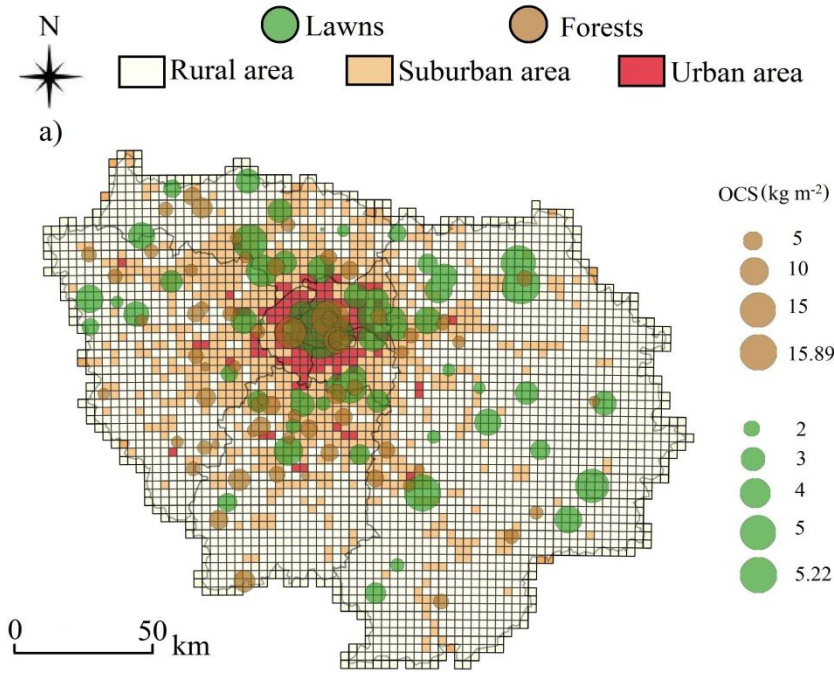 N
Lawns
Forests
Rural area
Suburban area
Urban area
a)
OCS(kg m-2)
5
10
15
15.89
2
3
4
5
5.22
0
50
km